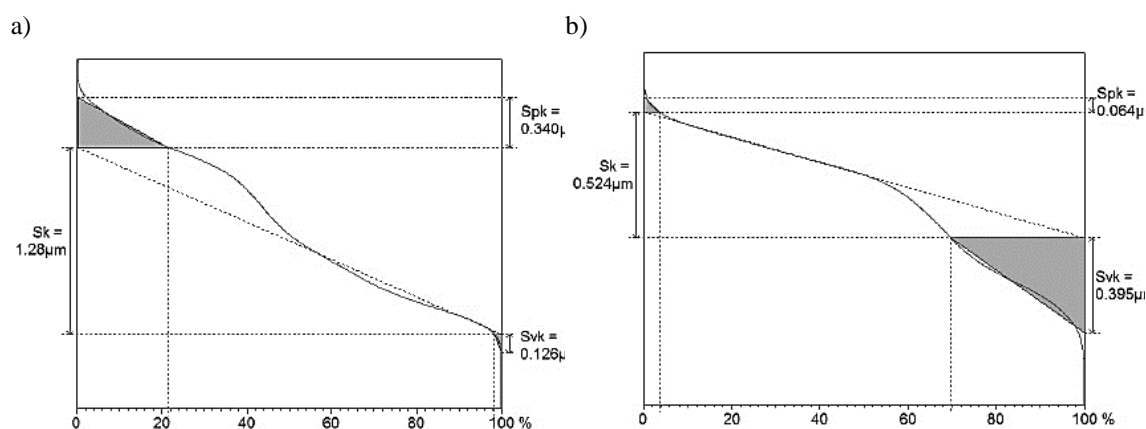 a)
b)
Spk =
0.340µ
Sk =
1.28µm
Svk =
0.126µ
0 20 40 60 80 100 %
Spk =
0.064µ
Sk =
0.524µm
Svk =
0.395µ
0 20 40 60 80 100 %